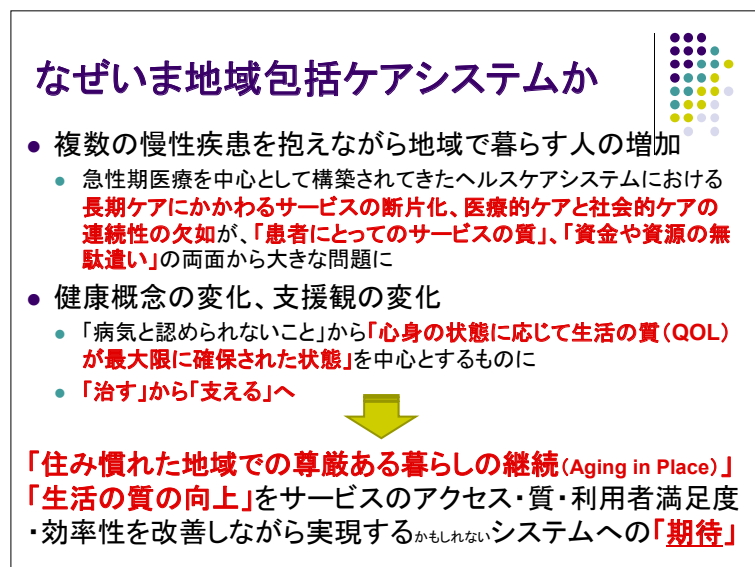 なぜいま地域包括ケアシステムか
複数の慢性疾患を抱えながら地域で暮らす人の増加
急性期医療を中心として構築されてきたヘルスケアシステムにおける
長期ケアにかかわるサービスの断片化、医療的ケアと社会的ケアの
連続性の欠如が、「患者にとってのサービスの質」、「資金や資源の無
駄遣い」の両面から大きな問題に
健康概念の変化、支援観の変化
「病気と認められないこと」から「心身の状態に応じて生活の質（QOL）
が最大限に確保された状態」を中心とするものに
「治す」から「支える」へ
「住み慣れた地域での尊厳ある暮らしの継続（Aging in Place）」
「生活の質の向上」をサービスのアクセス・質・利用者満足度
・効率性を改善しながら実現するかもしれないシステムへの「期待」